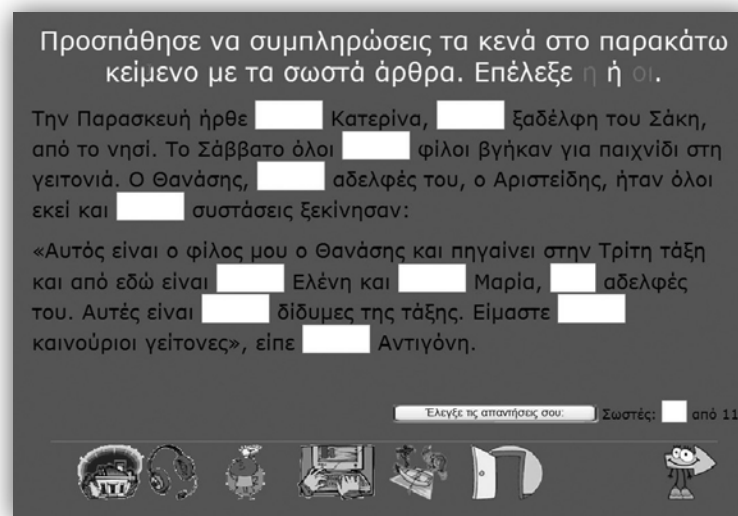 Προσπάθησε να συμπληρώσεις τα κενά στο παρακάτω
κείμενο με τα σωστά άρθρα. Επέλεξε η ή οι.
Την Παρασκευή ήρθε Κατερίνα, ξαδέλφη του Σάκη,
από το νησί. Το Σάββατο όλοι φίλοι βγήκαν για παιχνίδι στη
γειτονιά. Ο Θανάσης, αδελφές του, ο Αριστείδης, ήταν όλοι
εκεί και συστάσεις ξεκίνησαν:
«Αυτός είναι ο φίλος μου ο Θανάσης και πηγαίνει στην Τρίτη τάξη
και από εδώ είναι Ελένη και Μαρία, αδελφές
του. Αυτές είναι δίδυμες της τάξης. Είμαστε
καινούριοι γείτονες», είπε Αντιγόνη.
Έλεγξε τις απαντήσεις σου: Σωστές: από 11